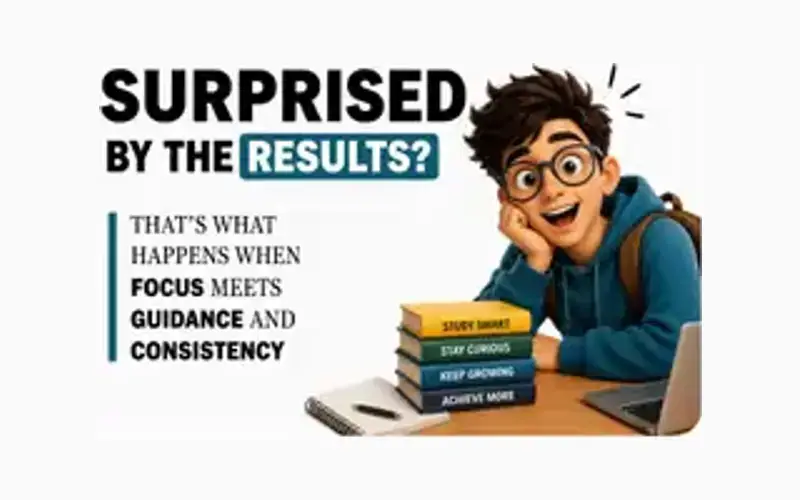 SURPRISED
BY THE RESULTS?
THAT'S WHAT
HAPPENS WHEN
FOCUS MEETS
GUIDANCE AND
CONSISTENCY
STUDY SMART
STAY CURIOUS
KEEP GROWING
ACHIEVE MORE